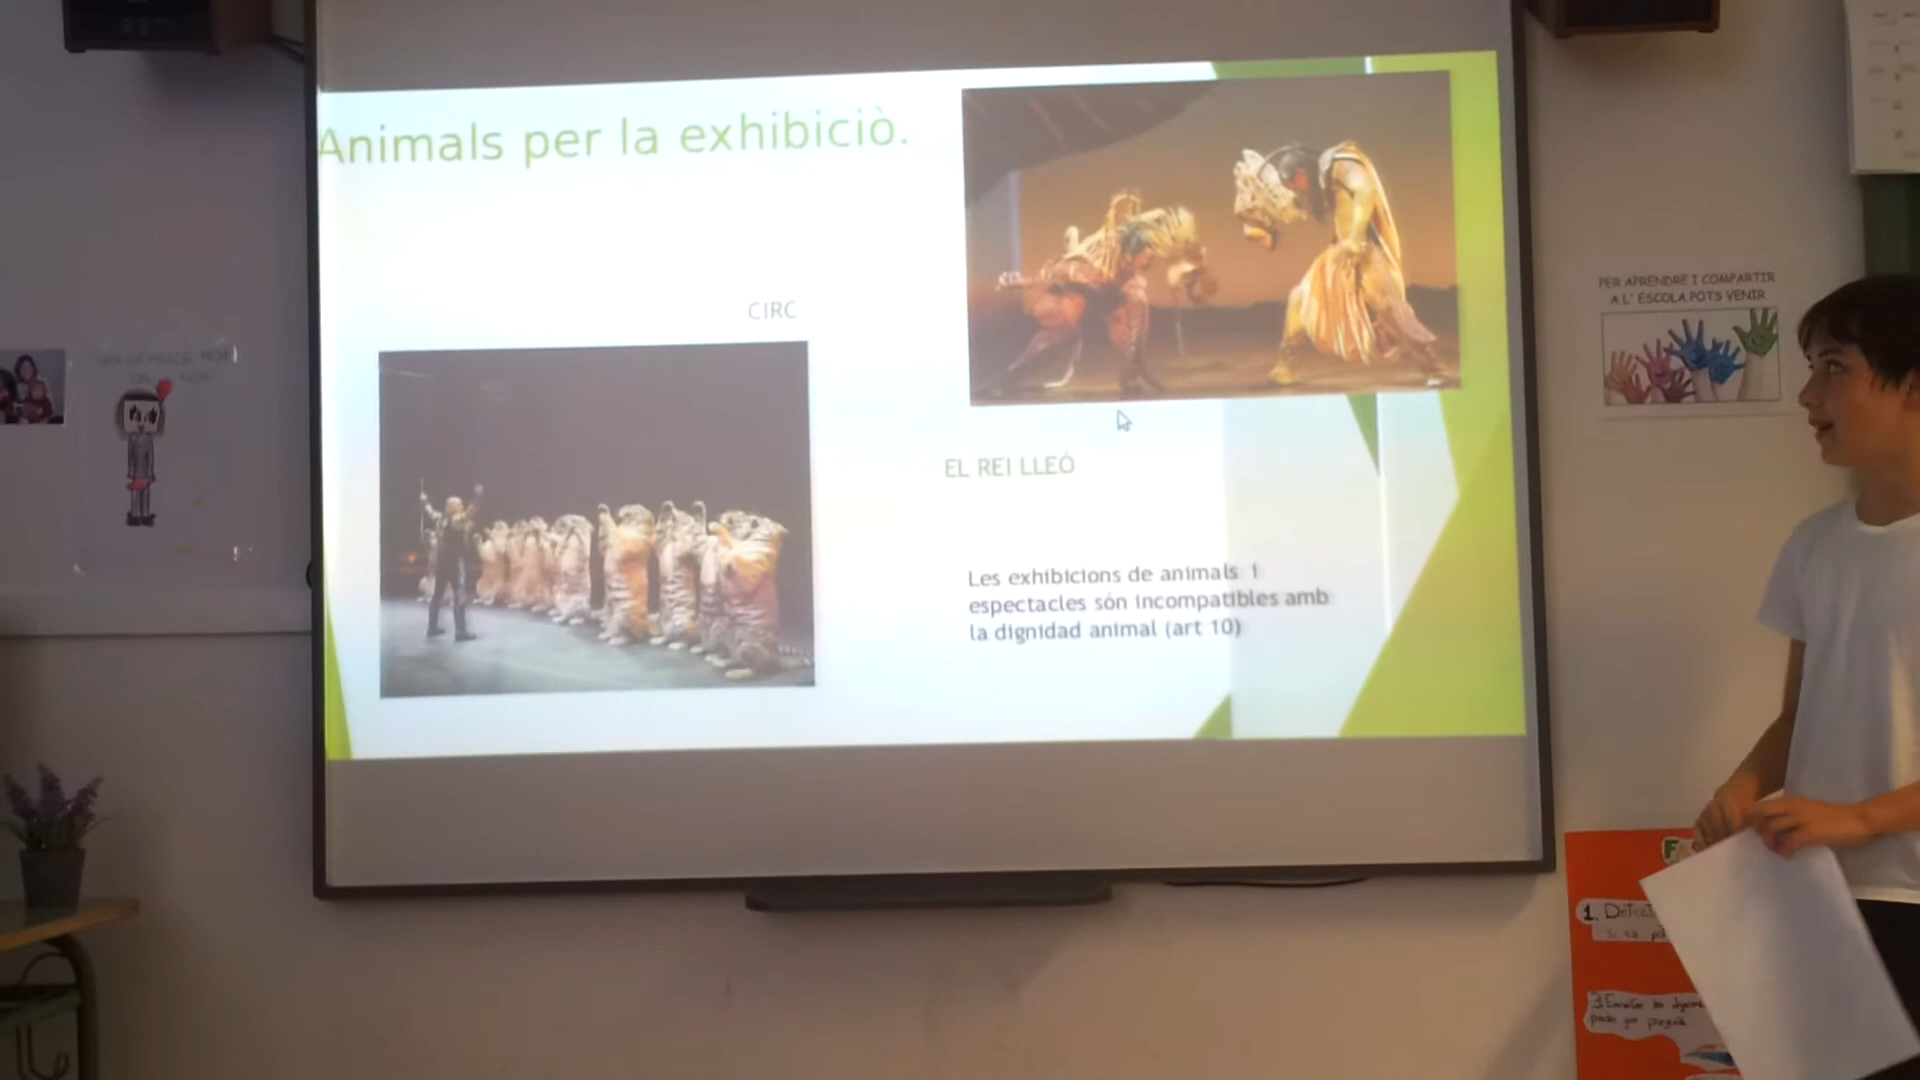 Animals per la exhibiciò.
CIRC
EL REI LLEÓ
Les exhibicions de animals i
espectacles són incompatibles amb
la dignidad animal (art 10)
PER APRENDRE I COMPARTIR
A L' ESCOLA POTS VENIR
1.